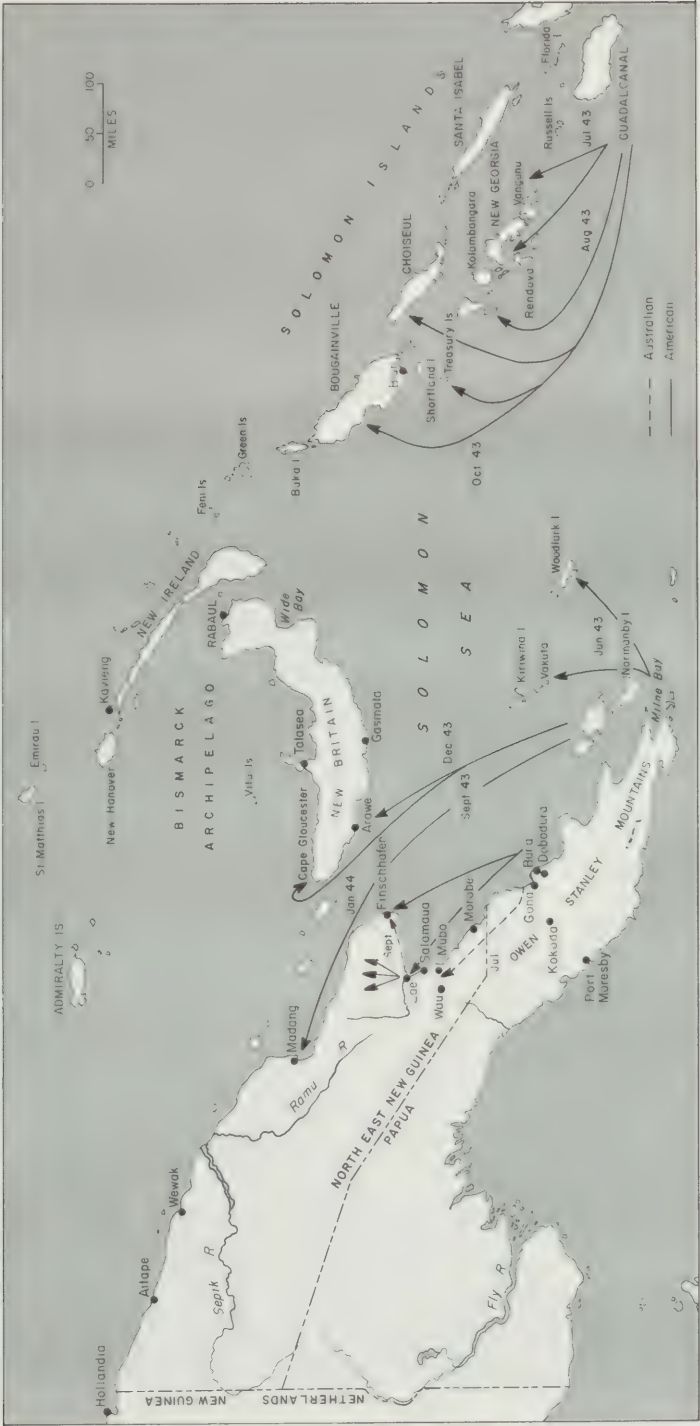 Hollandia
Aitape
Wewak
Sepik R
Ramu R
Madang
NETHERLANDS NEW GUINEA
NORTH EAST NEW GUINEA
PAPUA
Fly R
ADMIRALTY IS
St Matthias I
Emirau I
New Hanover
Kavieng
NEW IRELAND
BISMARCK
ARCHIPELAGO
Vitu Is
Talasea
Cape Gloucester
NEW BRITAIN
RABAUL
Wide Bay
Gasmata
Arawe
Jan 44
Finschhafen
Sept
Lae
Salamaua
Mubo
Wau
Morobe
Jul
Buna
Dobodura
Gona
Kokoda
OWEN STANLEY MOUNTAINS
Port Moresby
Dec 43
Sept 43
SOLOMON
SEA
Kiriwina I
Vakuta
Jun 43
Normanby I
Milne Bay
Woodlark I
Feni Is
Green Is
Buka I
BOUGAINVILLE
SOLOMON ISLANDS
CHOISEUL
Shortland I
Treasury Is
Oct 43
SANTA ISABEL
Kolombangara
NEW GEORGIA
Vangunu
Rendova
Aug 43
Russell Is
Florida
Jul 43
GUADALCANAL
0 50 100
MILES
Australian
American